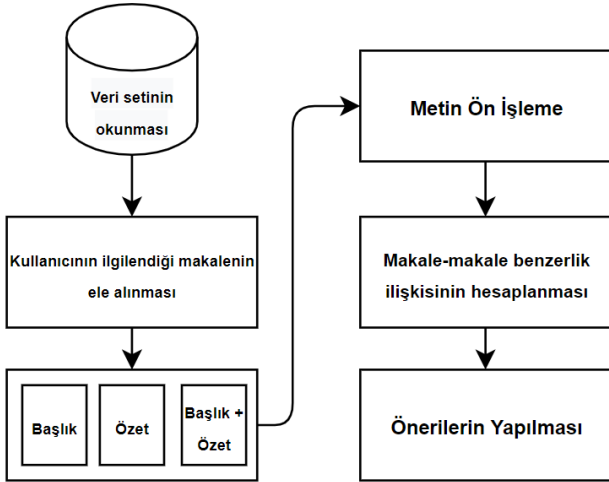 Veri setinin
okunması
Kullanıcının ilgilendiği makalenin
ele alınması
Başlık
Özet
Başlık +
Özet
Metin Ön İşleme
Makale-makale benzerlik
ilişkisinin hesaplanması
Önerilerin Yapılması